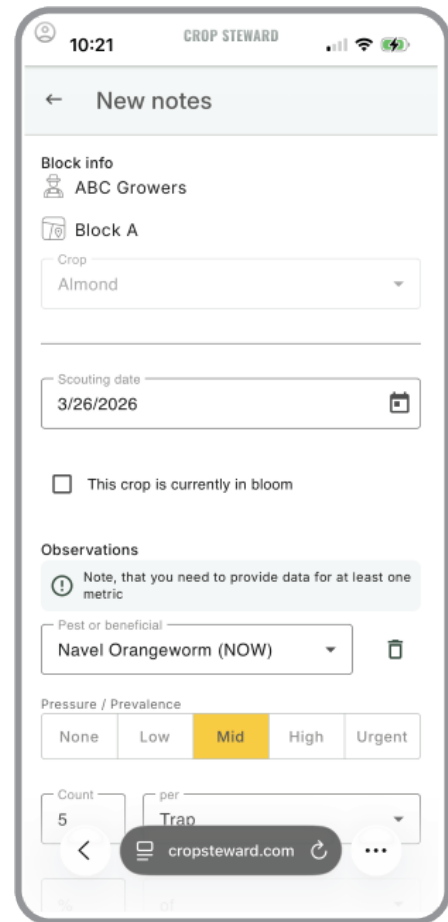 10:21
CROP STEWARD
New notes
Block info
ABC Growers
Block A
Crop
Almond
Scouting date
3/26/2026
This crop is currently in bloom
Observations
Note, that you need to provide data for at least one
metric
Pest or beneficial
Navel Orangeworm (NOW)
Pressure / Prevalence
None Low Mid High Urgent
Count per
5 Trap
cropsteward.com
% of